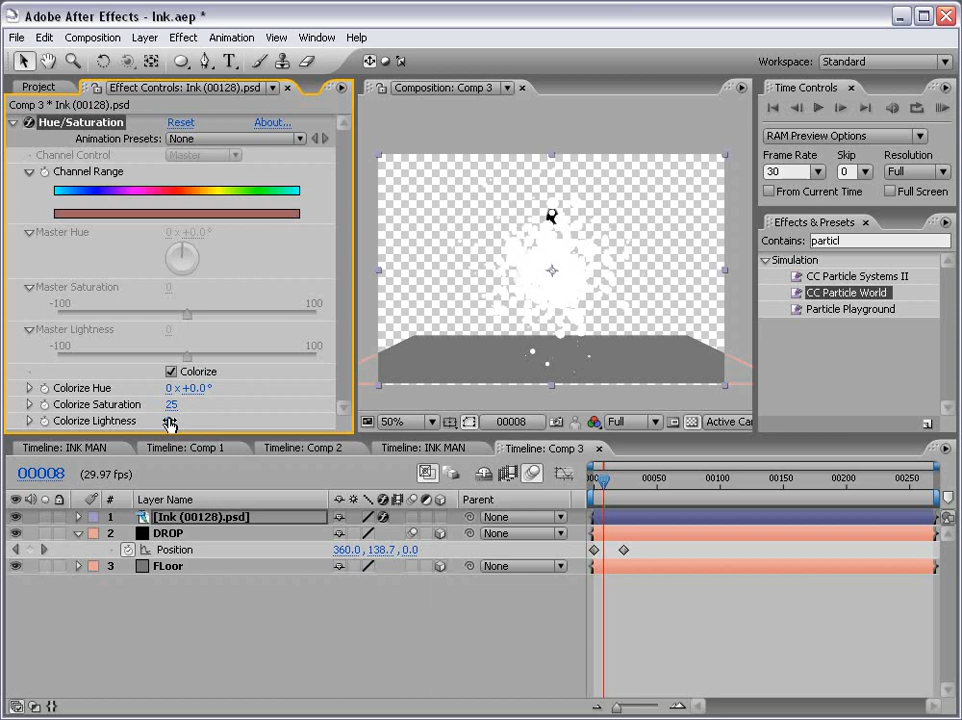 Adobe After Effects - Ink.aep *
File Edit Composition Layer Effect Animation View Window Help
Workspace: Standard
Project Effect Controls: Ink (00128).psd
Comp 3 * Ink (00128).psd
Hue/Saturation Reset About...
Animation Presets: None
Channel Control Master
Channel Range
Master Hue 0 x +0.0°
Master Saturation 0
-100 100
Master Lightness 0
-100 100
Colorize
Colorize Hue 0 x +0.0°
Colorize Saturation 25
Colorize Lightness
Composition: Comp 3
50% 00008 Full Active Ca
Time Controls
RAM Preview Options
Frame Rate Skip Resolution
30 0 Full
From Current Time Full Screen
Effects & Presets
Contains: particl
Simulation
CC Particle Systems II
CC Particle World
Particle Playground
Timeline: INK MAN Timeline: Comp 1 Timeline: Comp 2 Timeline: INK MAN Timeline: Comp 3
00008 (29.97 fps)
00050 00100 00150 00200 00250
# Layer Name Parent
1 [Ink (00128).psd] None
2 DROP None
Position 360.0, 138.7, 0.0
3 FLoor None